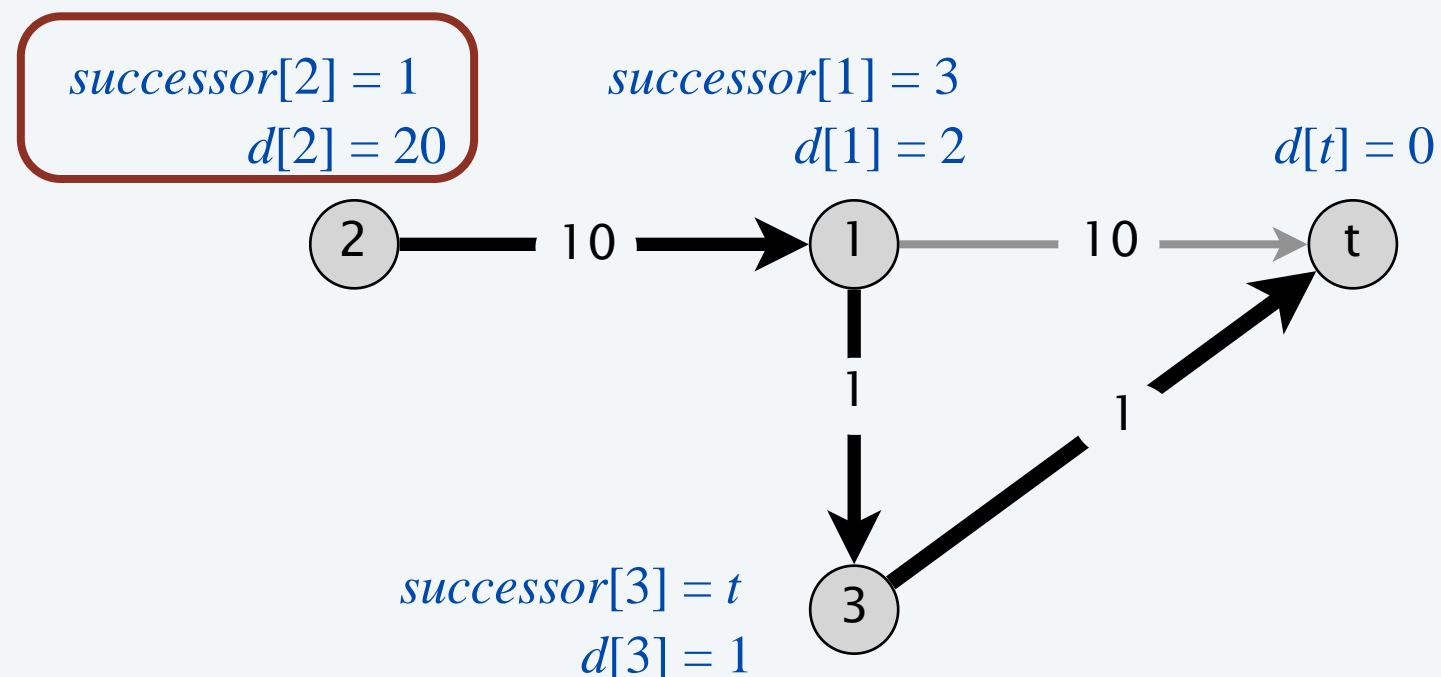 successor[2] = 1
d[2] = 20
successor[1] = 3
d[1] = 2
d[t] = 0
2
10
1
10
t
1
1
successor[3] = t
d[3] = 1
3